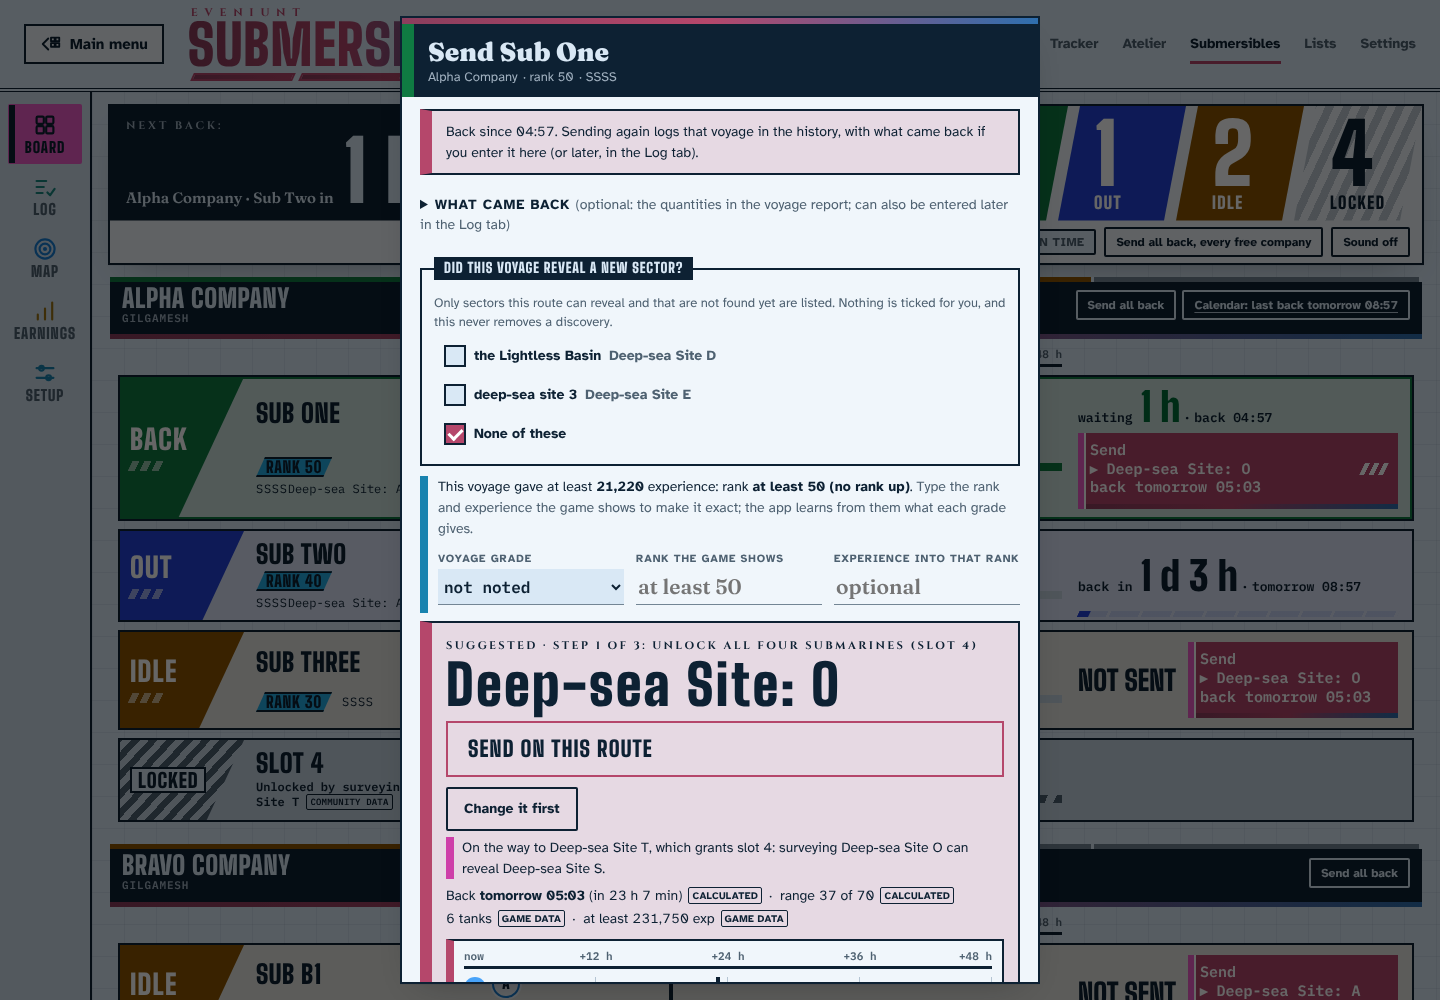 EVENIUNT
Main menu
SUBMERS
Tracker
Atelier
Submersibles
Lists
Settings
BOARD
LOG
MAP
EARNINGS
SETUP
NEXT BACK:
Alpha Company · Sub Two in
1
1
OUT
2
IDLE
4
LOCKED
N TIME
Send all back, every free company
Sound off
ALPHA COMPANY
GILGAMESH
Send all back
Calendar: last back tomorrow 08:57
48 h
BACK
SUB ONE
RANK 50
SSSSDeep-sea Site:
waiting 1 h · back 04:57
Send
▶ Deep-sea Site: O
back tomorrow 05:03
OUT
SUB TWO
RANK 40
SSSSDeep-sea Site:
back in 1 d 3 h · tomorrow 08:57
IDLE
SUB THREE
RANK 30
SSSS
NOT SENT
Send
▶ Deep-sea Site: O
back tomorrow 05:03
LOCKED
SLOT 4
Unlocked by surveyin
Site T
COMMUNITY DATA
BRAVO COMPANY
GILGAMESH
Send all back
48 h
IDLE
SUB B1
NOT SENT
Send
▶ Deep-sea Site: A
Send Sub One
Alpha Company · rank 50 · SSSS
Back since 04:57. Sending again logs that voyage in the history, with what came back if
you enter it here (or later, in the Log tab).
▶ WHAT CAME BACK (optional: the quantities in the voyage report; can also be entered later
in the Log tab)
DID THIS VOYAGE REVEAL A NEW SECTOR?
Only sectors this route can reveal and that are not found yet are listed. Nothing is ticked for you, and
this never removes a discovery.
the Lightless Basin Deep-sea Site D
deep-sea site 3 Deep-sea Site E
None of these
This voyage gave at least 21,220 experience: rank at least 50 (no rank up). Type the rank
and experience the game shows to make it exact; the app learns from them what each grade
gives.
VOYAGE GRADE
RANK THE GAME SHOWS
EXPERIENCE INTO THAT RANK
not noted
at least 50
optional
SUGGESTED · STEP 1 OF 3: UNLOCK ALL FOUR SUBMARINES (SLOT 4)
Deep-sea Site: O
SEND ON THIS ROUTE
Change it first
On the way to Deep-sea Site T, which grants slot 4: surveying Deep-sea Site O can
reveal Deep-sea Site S.
Back tomorrow 05:03 (in 23 h 7 min) CALCULATED · range 37 of 70 CALCULATED
6 tanks GAME DATA · at least 231,750 exp GAME DATA
now
+12 h
+24 h
+36 h
+48 h